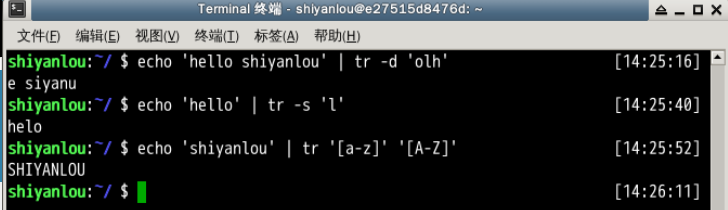 Terminal 终端 - shiyanlou@e27515d8476d: ~
文件(F) 编辑(E) 视图(V) 终端(T) 标签(A) 帮助(H)
shiyanlou:~/ $ echo 'hello shiyanlou' | tr -d 'olh' [14:25:16]
e siyanu
shiyanlou:~/ $ echo 'hello' | tr -s 'l' [14:25:40]
helo
shiyanlou:~/ $ echo 'shiyanlou' | tr '[a-z]' '[A-Z]' [14:25:52]
SHIYANLOU
shiyanlou:~/ $ [14:26:11]